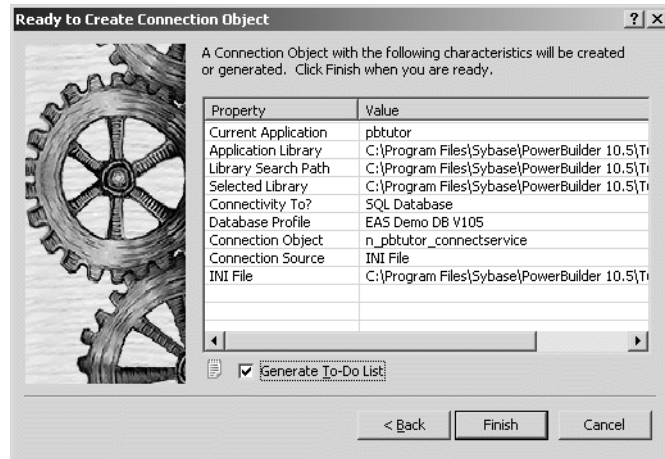 Ready to Create Connection Object
A Connection Object with the following characteristics will be created
or generated. Click Finish when you are ready.
Property Value
Current Application pbtutor
Application Library C:\Program Files\Sybase\PowerBuilder 10.5\Tu
Library Search Path C:\Program Files\Sybase\PowerBuilder 10.5\Tu
Selected Library C:\Program Files\Sybase\PowerBuilder 10.5\Tu
Connectivity To? SQL Database
Database Profile EAS Demo DB V105
Connection Object n_pbtutor_connectservice
Connection Source INI File
INI File C:\Program Files\Sybase\PowerBuilder 10.5\Tu
Generate To-Do List
< Back Finish Cancel